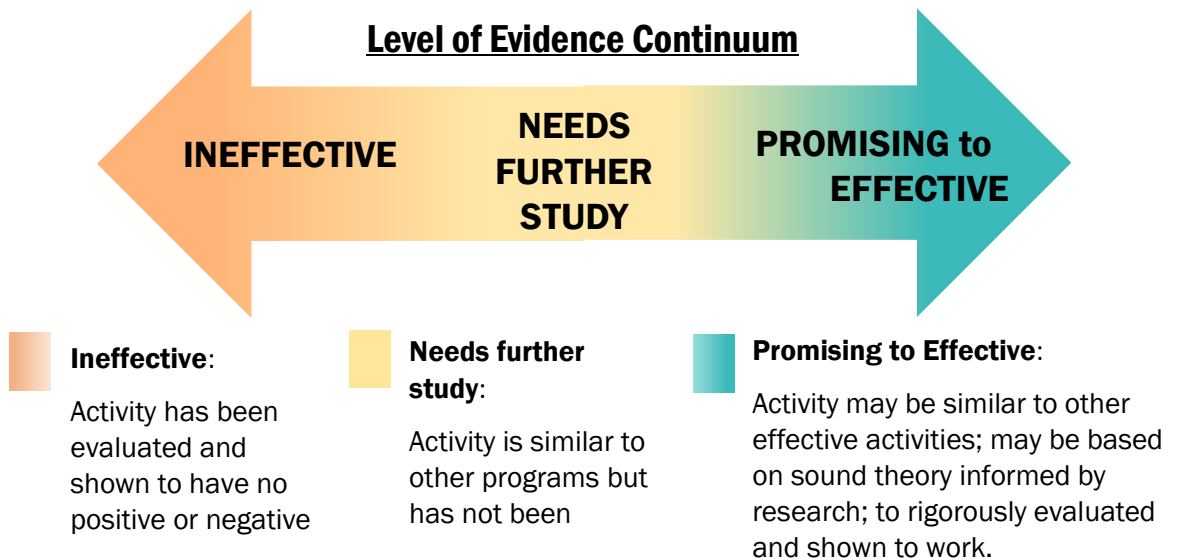 Level of Evidence Continuum
INEFFECTIVE
NEEDS
FURTHER
STUDY
PROMISING to
EFFECTIVE
Ineffective:
Activity has been
evaluated and
shown to have no
positive or negative
Needs further
study:
Activity is similar to
other programs but
has not been
Promising to Effective:
Activity may be similar to other
effective activities; may be based
on sound theory informed by
research; to rigorously evaluated
and shown to work.